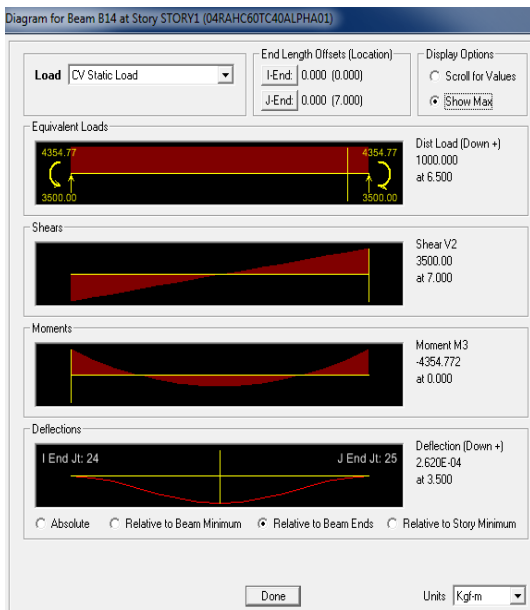 Diagram for Beam B14 at Story STORY1 (04RAHC60TC40ALPHA01)
Load CV Static Load
End Length Offsets (Location)
I-End: 0.000 (0.000)
J-End: 0.000 (7.000)
Display Options
Scroll for Values
Show Max
Equivalent Loads
4354.77 4354.77
3500.00 3500.00
Dist Load (Down +)
1000.000
at 6.500
Shears
Shear V2
3500.00
at 7.000
Moments
Moment M3
-4354.772
at 0.000
Deflections
I End Jt: 24 J End Jt: 25
Deflection (Down +)
2.620E-04
at 3.500
Absolute Relative to Beam Minimum Relative to Beam Ends Relative to Story Minimum
Done
Units Kgf-m